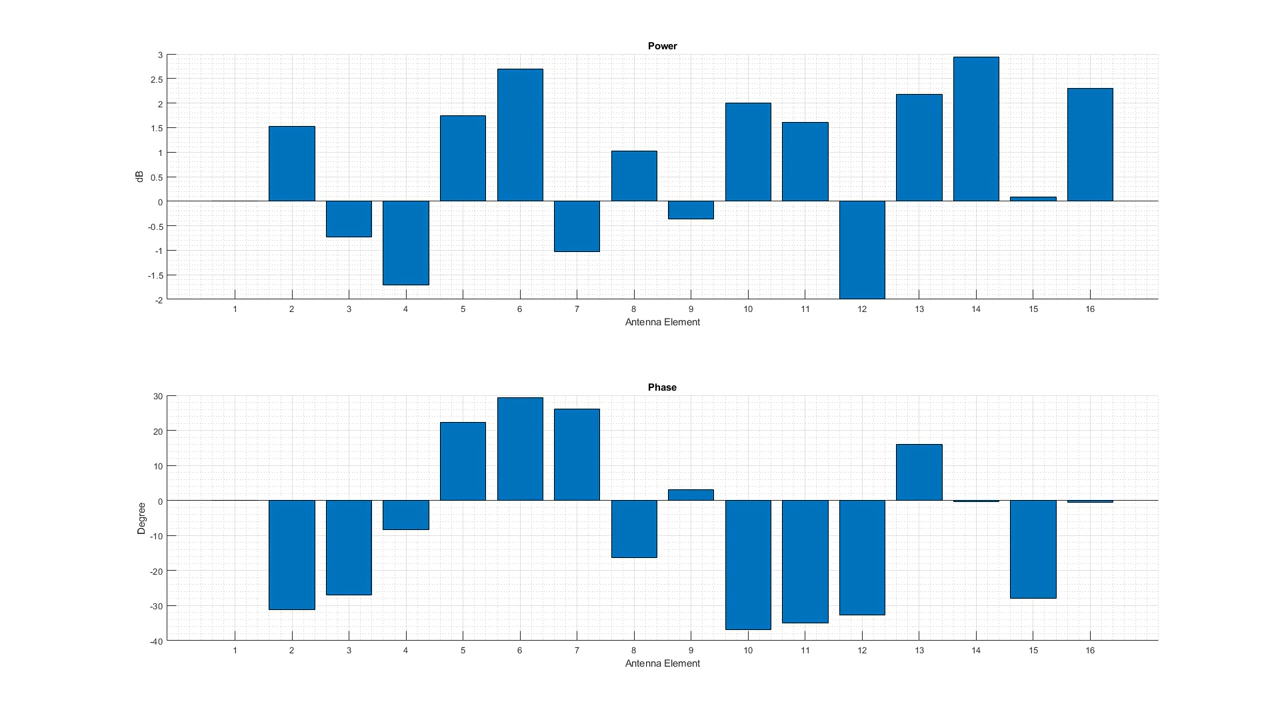 Power
3
2.5
2
1.5
1
0.5
0
-0.5
-1
-1.5
-2
dB
1 2 3 4 5 6 7 8 9 10 11 12 13 14 15 16
Antenna Element
Phase
30
20
10
0
-10
-20
-30
-40
Degree
1 2 3 4 5 6 7 8 9 10 11 12 13 14 15 16
Antenna Element